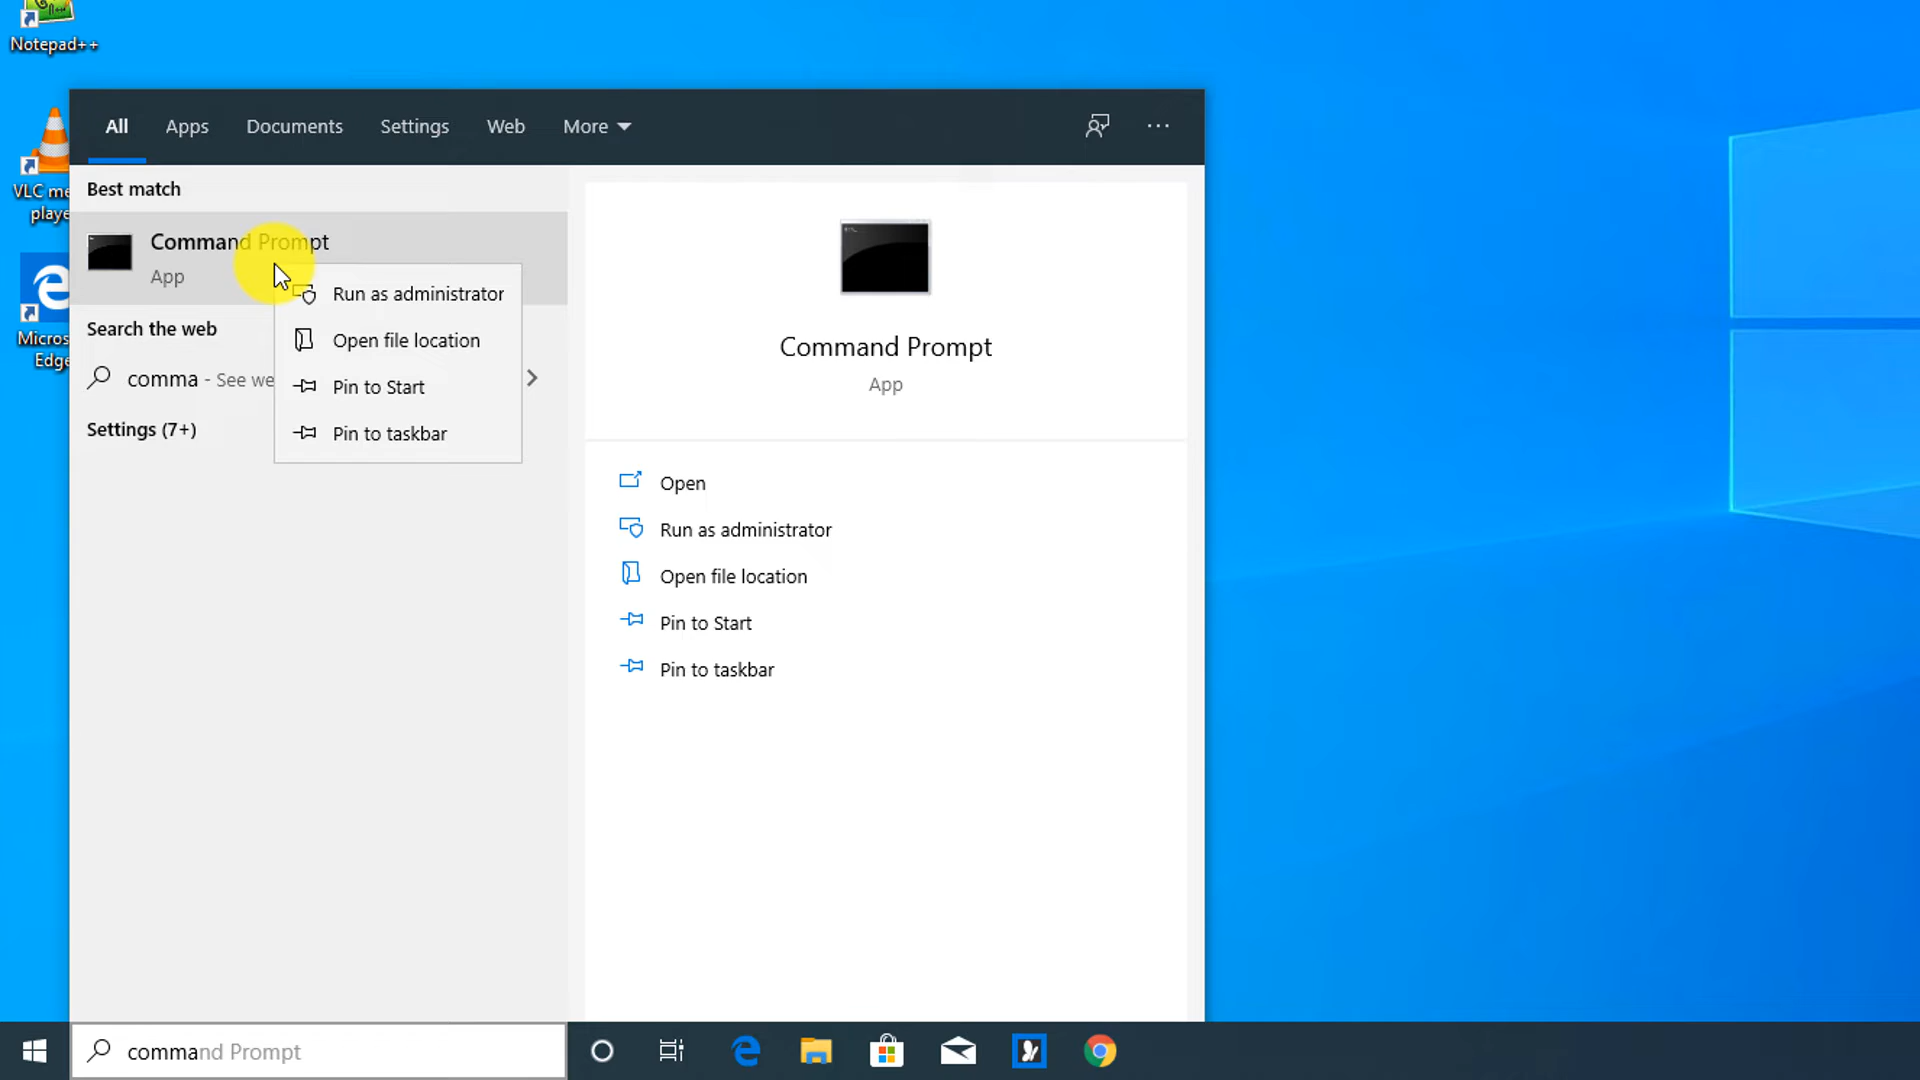 Notepad++
VLC me
playe
Micros
Edge
All Apps Documents Settings Web More
Best match
Command Prompt
App
Search the web
comma - See we
Settings (7+)
Run as administrator
Open file location
Pin to Start
Pin to taskbar
Command Prompt
App
Open
Run as administrator
Open file location
Pin to Start
Pin to taskbar
command Prompt